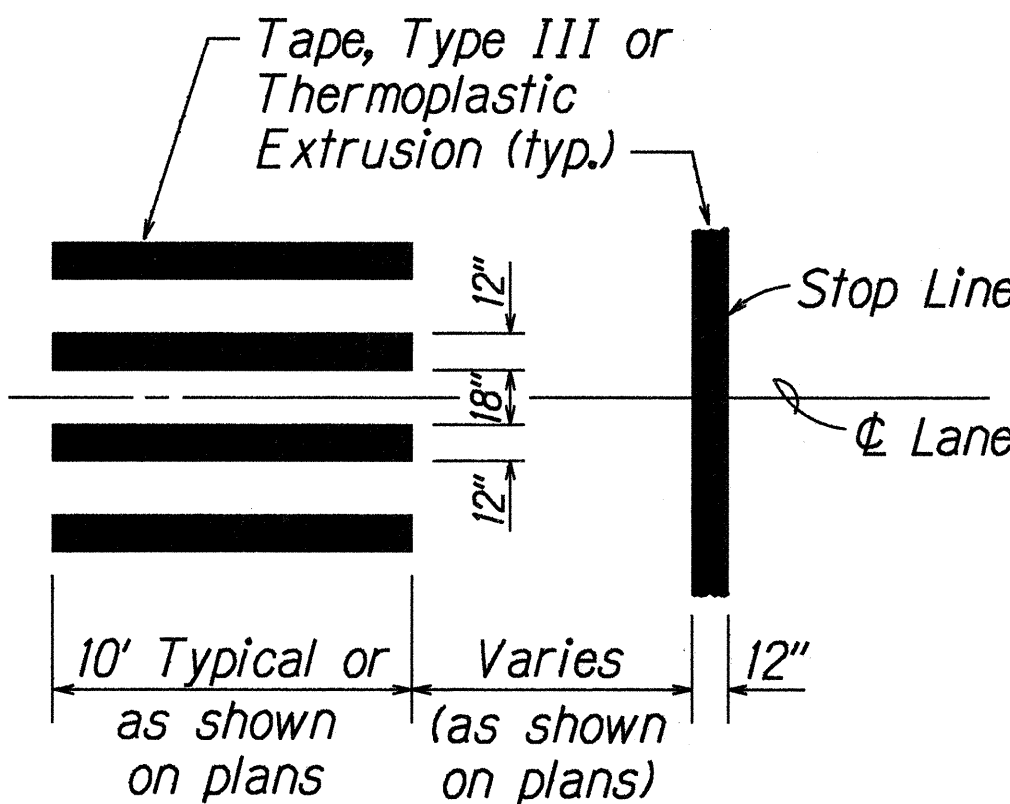 Tape, Type III or
Thermoplastic
Extrusion (typ.)
12"
Stop Line
18"
℄ Lane
12"
10' Typical or
as shown
on plans
Varies
(as shown
on plans)
12"